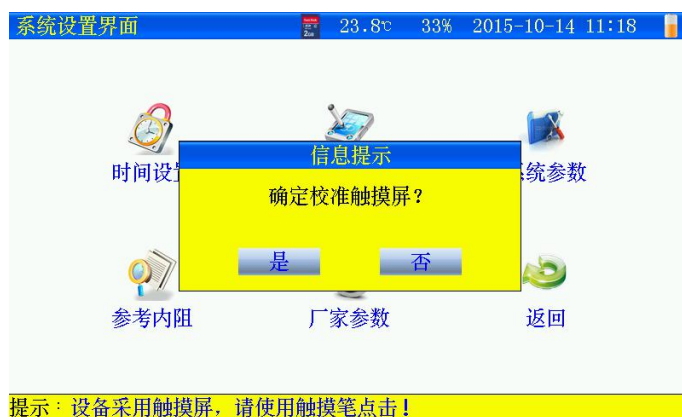 系统设置界面 23.8℃ 33% 2015-10-14 11:18
信息提示
时间设 系统参数
确定校准触摸屏?
是 否
参考内阻 厂家参数 返回
提示:设备采用触摸屏,请使用触摸笔点击!